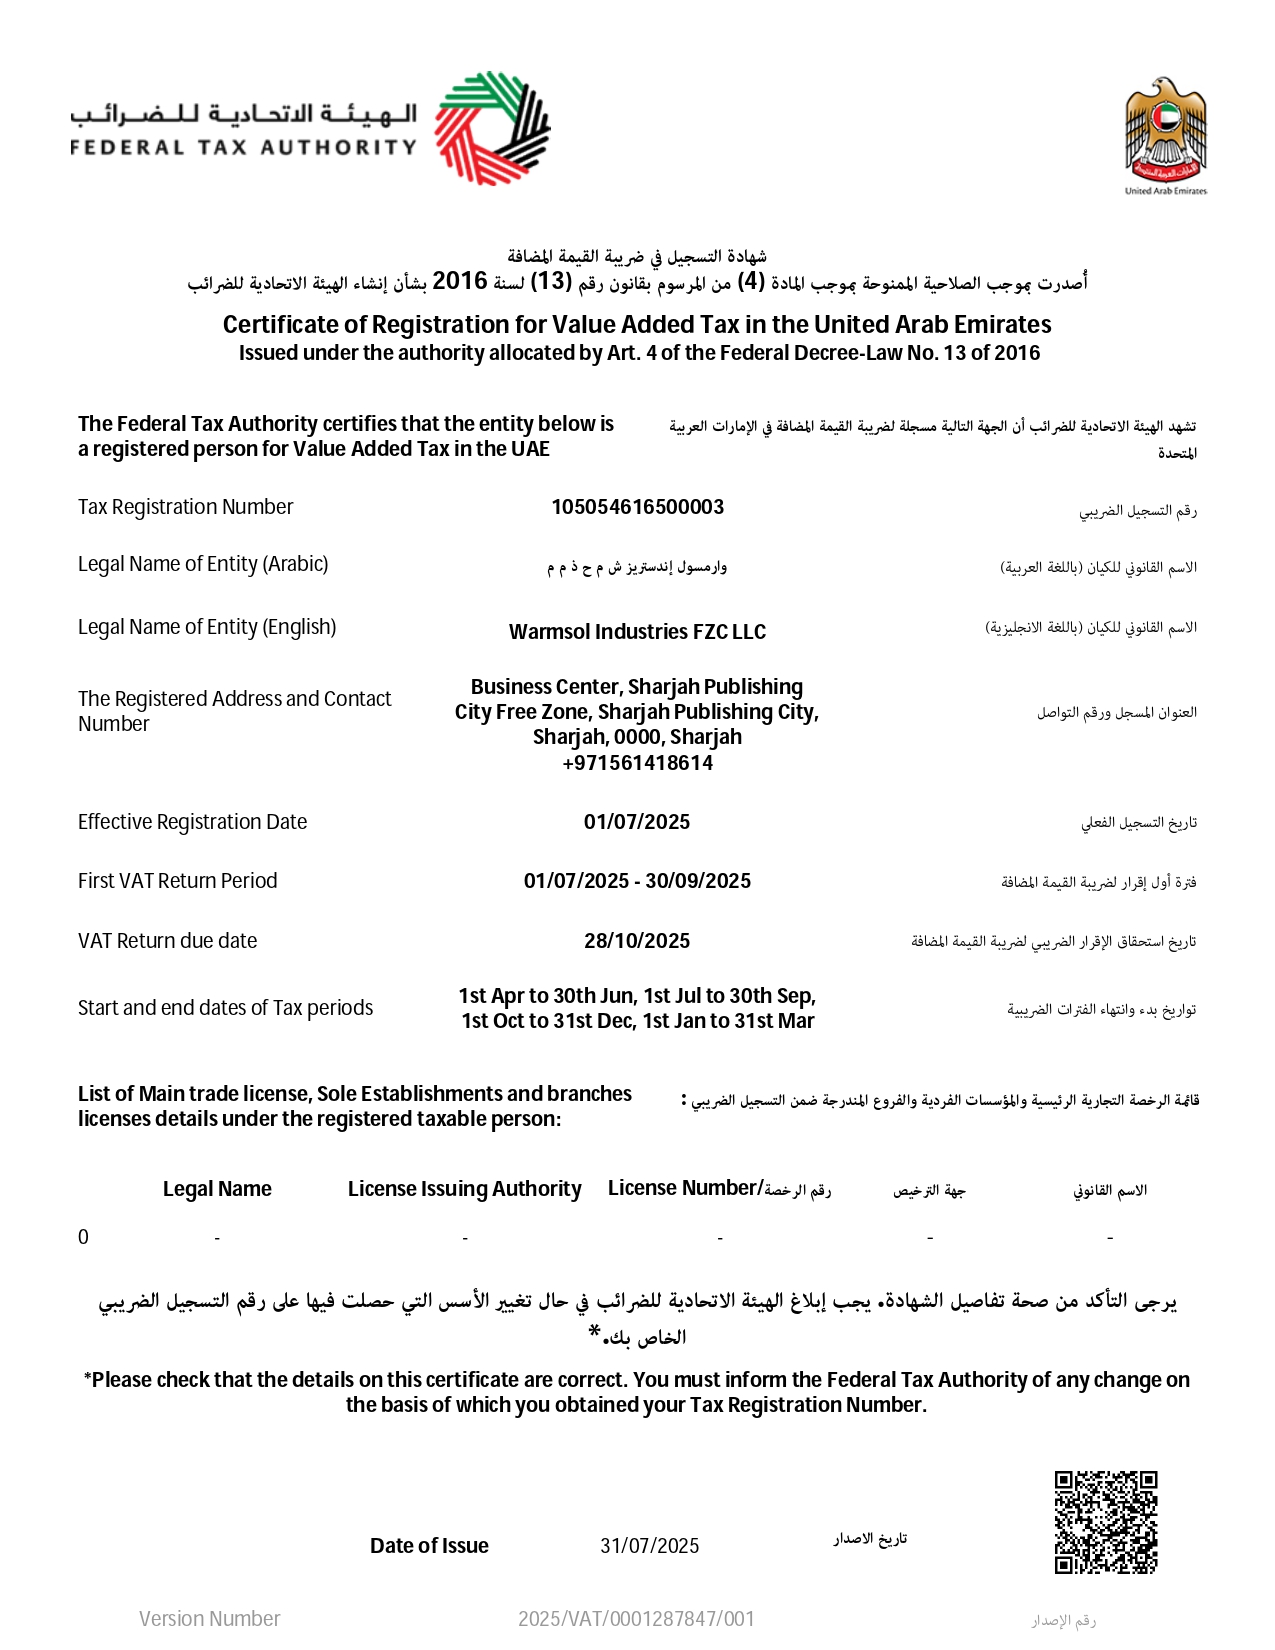 الهيئة الاتحادية للضرائب
FEDERAL TAX AUTHORITY
الإمارات العربية المتحدة
United Arab Emirates
شهادة التسجيل في ضريبة القيمة المضافة
أُصدرت بموجب الصلاحية الممنوحة بموجب المادة (4) من المرسوم بقانون رقم (13) لسنة 2016 بشأن إنشاء الهيئة الاتحادية للضرائب
Certificate of Registration for Value Added Tax in the United Arab Emirates
Issued under the authority allocated by Art. 4 of the Federal Decree-Law No. 13 of 2016
The Federal Tax Authority certifies that the entity below is
a registered person for Value Added Tax in the UAE
تشهد الهيئة الاتحادية للضرائب أن الجهة التالية مسجلة لضريبة القيمة المضافة في الإمارات العربية
المتحدة
Tax Registration Number 105054616500003 رقم التسجيل الضريبي
Legal Name of Entity (Arabic) وارمسول إندستريز ش م ح ذ م م الاسم القانوني للكيان (باللغة العربية)
Legal Name of Entity (English) Warmsol Industries FZC LLC الاسم القانوني للكيان (باللغة الانجليزية)
The Registered Address and Contact
Number
Business Center, Sharjah Publishing
City Free Zone, Sharjah Publishing City,
Sharjah, 0000, Sharjah
+971561418614
العنوان المسجل ورقم التواصل
Effective Registration Date 01/07/2025 تاريخ التسجيل الفعلي
First VAT Return Period 01/07/2025 - 30/09/2025 فترة أول إقرار لضريبة القيمة المضافة
VAT Return due date 28/10/2025 تاريخ استحقاق الإقرار الضريبي لضريبة القيمة المضافة
Start and end dates of Tax periods
1st Apr to 30th Jun, 1st Jul to 30th Sep,
1st Oct to 31st Dec, 1st Jan to 31st Mar
تواريخ بدء وانتهاء الفترات الضريبية
List of Main trade license, Sole Establishments and branches
licenses details under the registered taxable person:
قائمة الرخصة التجارية الرئيسية والمؤسسات الفردية والفروع المندرجة ضمن التسجيل الضريبي :
Legal Name License Issuing Authority License Number/رقم الرخصة جهة الترخيص الاسم القانوني
0 - - - - -
يرجى التأكد من صحة تفاصيل الشهادة. يجب إبلاغ الهيئة الاتحادية للضرائب في حال تغيير الأسس التي حصلت فيها على رقم التسجيل الضريبي
الخاص بك.*
*Please check that the details on this certificate are correct. You must inform the Federal Tax Authority of any change on
the basis of which you obtained your Tax Registration Number.
Date of Issue 31/07/2025 تاريخ الاصدار
Version Number 2025/VAT/0001287847/001 رقم الإصدار